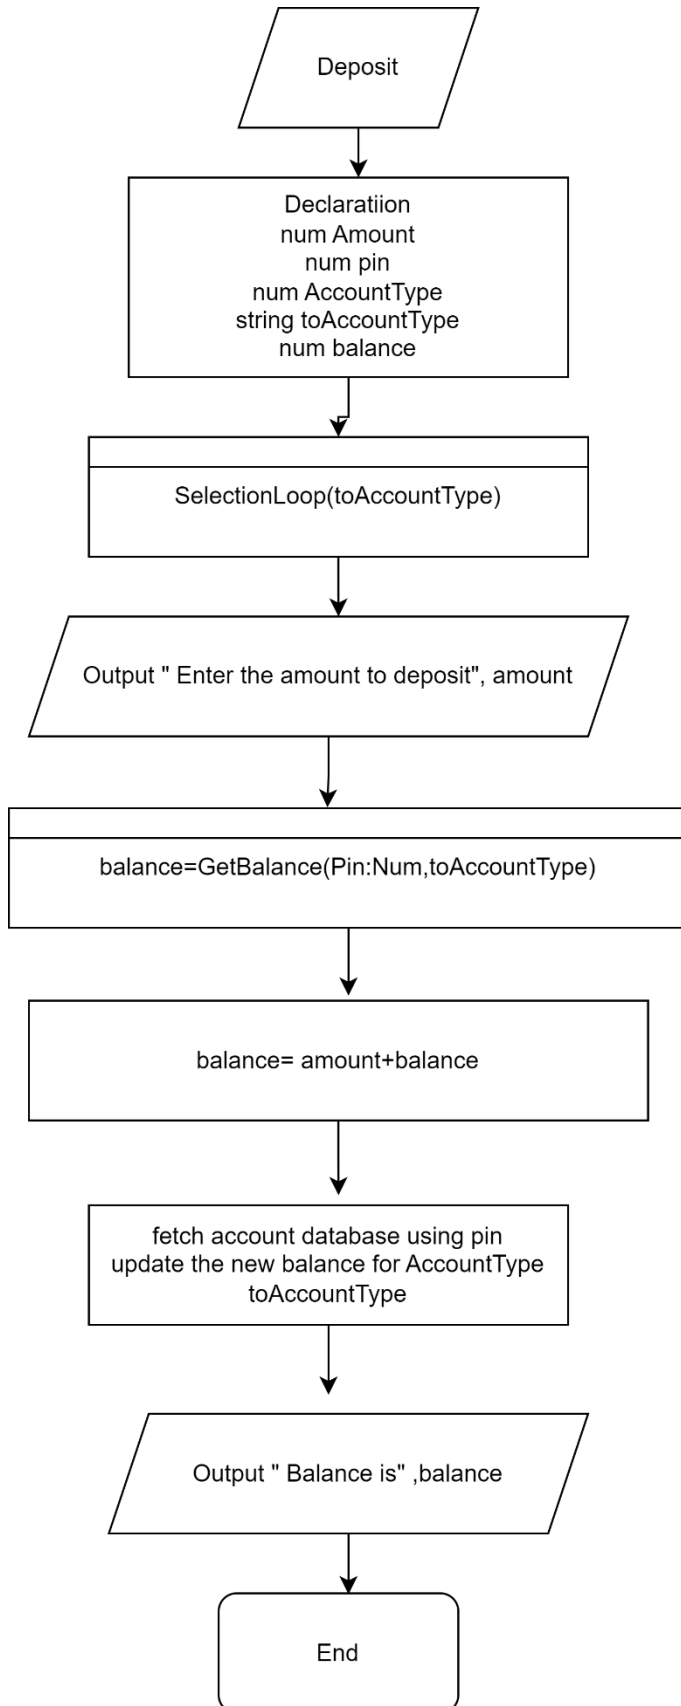 Deposit
Declaratiion
num Amount
num pin
num AccountType
string toAccountType
num balance
SelectionLoop(toAccountType)
Output " Enter the amount to deposit", amount
balance=GetBalance(Pin:Num,toAccountType)
balance= amount+balance
fetch account database using pin
update the new balance for AccountType
toAccountType
Output " Balance is" ,balance
End